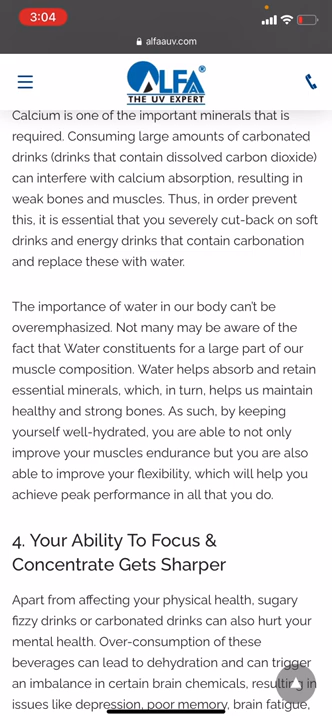 3:04
alfaauv.com
ALFA®
THE UV EXPERT
Calcium is one of the important minerals that is
required. Consuming large amounts of carbonated
drinks (drinks that contain dissolved carbon dioxide)
can interfere with calcium absorption, resulting in
weak bones and muscles. Thus, in order prevent
this, it is essential that you severely cut-back on soft
drinks and energy drinks that contain carbonation
and replace these with water.
The importance of water in our body can't be
overemphasized. Not many may be aware of the
fact that Water constituents for a large part of our
muscle composition. Water helps absorb and retain
essential minerals, which, in turn, helps us maintain
healthy and strong bones. As such, by keeping
yourself well-hydrated, you are able to not only
improve your muscles endurance but you are also
able to improve your flexibility, which will help you
achieve peak performance in all that you do.
4. Your Ability To Focus &
Concentrate Gets Sharper
Apart from affecting your physical health, sugary
fizzy drinks or carbonated drinks can also hurt your
mental health. Over-consumption of these
beverages can lead to dehydration and can trigger
an imbalance in certain brain chemicals, resulting in
issues like depression, poor memory, brain fatigue,